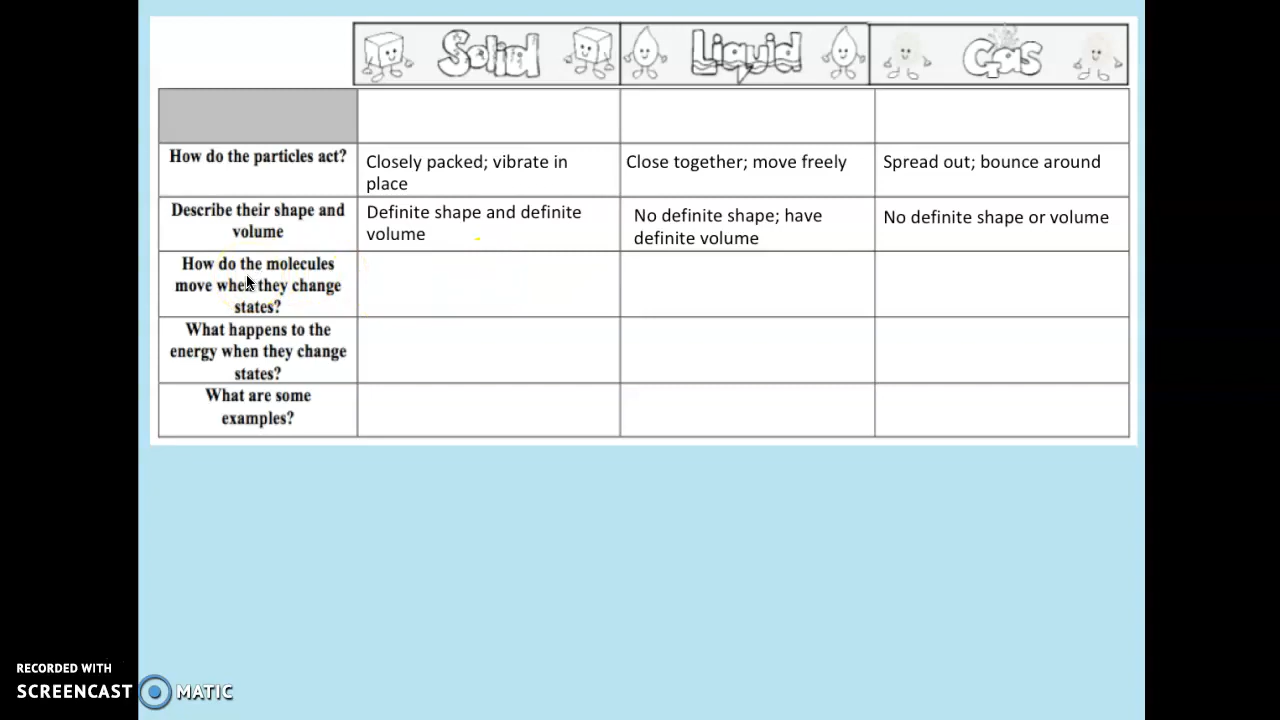 Solid
Liquid
Gas
How do the particles act?
Closely packed; vibrate in
place
Close together; move freely
Spread out; bounce around
Describe their shape and
volume
Definite shape and definite
volume
No definite shape; have
definite volume
No definite shape or volume
How do the molecules
move when they change
states?
What happens to the
energy when they change
states?
What are some
examples?
RECORDED WITH
SCREENCAST MATIC